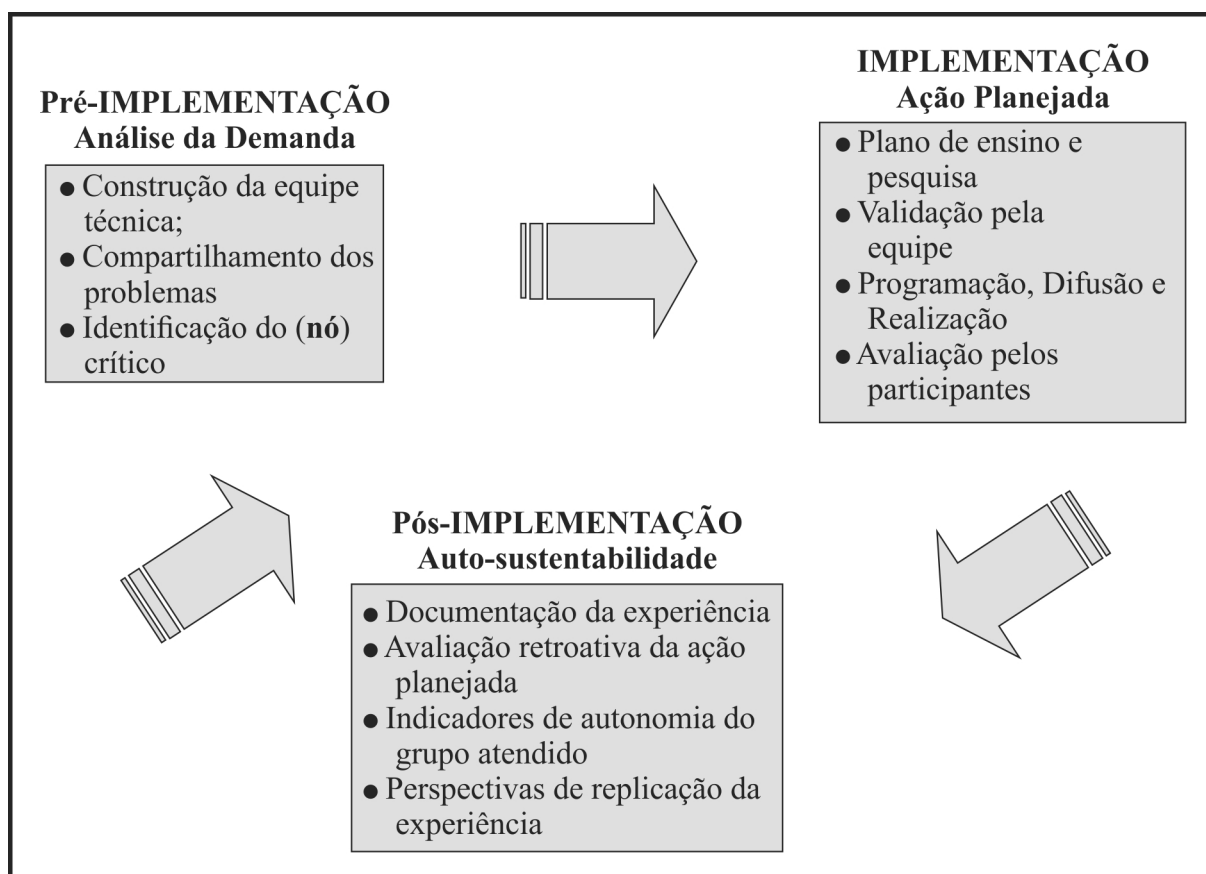 Pré-IMPLEMENTAÇÃO
Análise da Demanda
● Construção da equipe
técnica;
● Compartilhamento dos
problemas
● Identificação do (nó)
crítico
IMPLEMENTAÇÃO
Ação Planejada
● Plano de ensino e
pesquisa
● Validação pela
equipe
● Programação, Difusão e
Realização
● Avaliação pelos
participantes
Pós-IMPLEMENTAÇÃO
Auto-sustentabilidade
● Documentação da experiência
● Avaliação retroativa da ação
planejada
● Indicadores de autonomia do
grupo atendido
● Perspectivas de replicação da
experiência